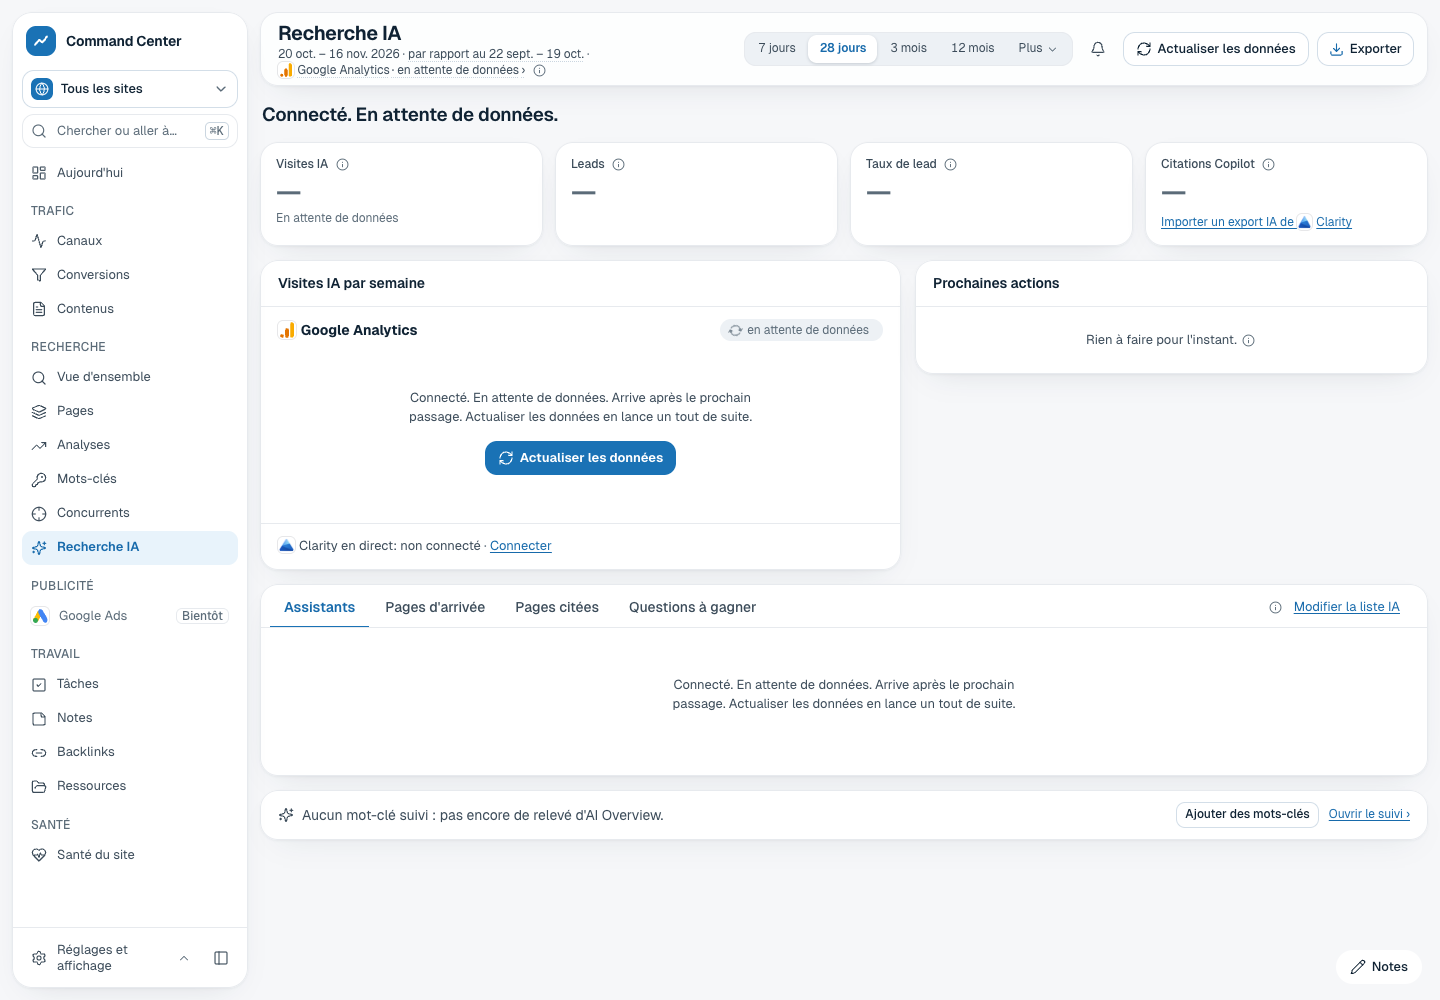 Command Center
Tous les sites
Chercher ou aller à...
⌘K
Aujourd'hui
TRAFIC
Canaux
Conversions
Contenus
RECHERCHE
Vue d'ensemble
Pages
Analyses
Mots-clés
Concurrents
Recherche IA
PUBLICITÉ
Google Ads Bientôt
TRAVAIL
Tâches
Notes
Backlinks
Ressources
SANTÉ
Santé du site
Réglages et
affichage
Recherche IA
20 oct. – 16 nov. 2026 · par rapport au 22 sept. – 19 oct. ·
Google Analytics · en attente de données ›
7 jours 28 jours 3 mois 12 mois Plus
Actualiser les données
Exporter
Connecté. En attente de données.
Visites IA
—
En attente de données
Leads
—
Taux de lead
—
Citations Copilot
—
Importer un export IA de Clarity
Visites IA par semaine
Google Analytics
en attente de données
Connecté. En attente de données. Arrive après le prochain
passage. Actualiser les données en lance un tout de suite.
Actualiser les données
Clarity en direct: non connecté · Connecter
Prochaines actions
Rien à faire pour l'instant.
Assistants Pages d'arrivée Pages citées Questions à gagner
Modifier la liste IA
Connecté. En attente de données. Arrive après le prochain
passage. Actualiser les données en lance un tout de suite.
Aucun mot-clé suivi : pas encore de relevé d'AI Overview.
Ajouter des mots-clés
Ouvrir le suivi ›
Notes